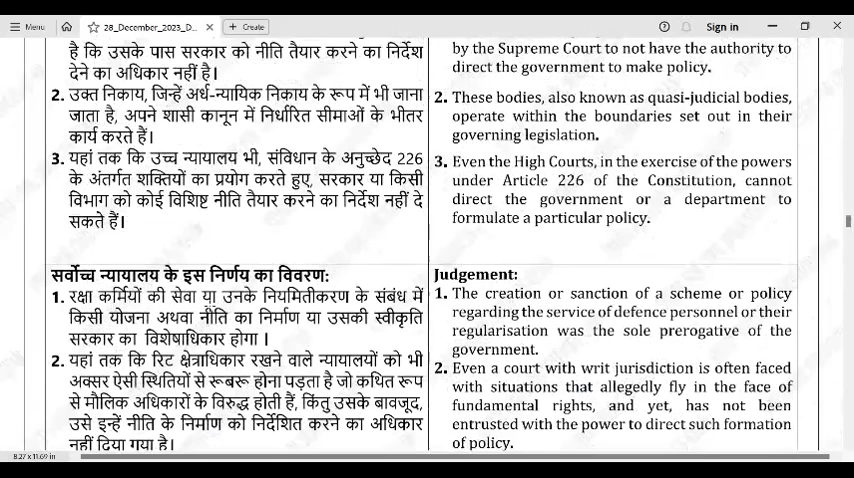 Menu
28_December_2023_D...
Create
Sign in
है कि उसके पास सरकार को नीति तैयार करने का निर्देश
देने का अधिकार नहीं है।
2. उक्त निकाय, जिन्हें अर्ध-न्यायिक निकाय के रूप में भी जाना
जाता है, अपने शासी कानून में निर्धारित सीमाओं के भीतर
कार्य करते हैं।
3. यहां तक कि उच्च न्यायालय भी, संविधान के अनुच्छेद 226
के अंतर्गत शक्तियों का प्रयोग करते हुए, सरकार या किसी
विभाग को कोई विशिष्ट नीति तैयार करने का निर्देश नहीं दे
सकते हैं।
सर्वोच्च न्यायालय के इस निर्णय का विवरण:
1. रक्षा कर्मियों की सेवा या उनके नियमितीकरण के संबंध में
किसी योजना अथवा नीति का निर्माण या उसकी स्वीकृति
सरकार का विशेषाधिकार होगा ।
2. यहां तक कि रिट क्षेत्राधिकार रखने वाले न्यायालयों को भी
अक्सर ऐसी स्थितियों से रूबरू होना पड़ता है जो कथित रूप
से मौलिक अधिकारों के विरुद्ध होती हैं, किंतु उसके बावजूद,
उसे इन्हें नीति के निर्माण को निर्देशित करने का अधिकार
नहीं दिया गया है।
by the Supreme Court to not have the authority to
direct the government to make policy.
2. These bodies, also known as quasi-judicial bodies,
operate within the boundaries set out in their
governing legislation.
3. Even the High Courts, in the exercise of the powers
under Article 226 of the Constitution, cannot
direct the government or a department to
formulate a particular policy.
Judgement:
1. The creation or sanction of a scheme or policy
regarding the service of defence personnel or their
regularisation was the sole prerogative of the
government.
2. Even a court with writ jurisdiction is often faced
with situations that allegedly fly in the face of
fundamental rights, and yet, has not been
entrusted with the power to direct such formation
of policy.
8.27 x 11.69 in